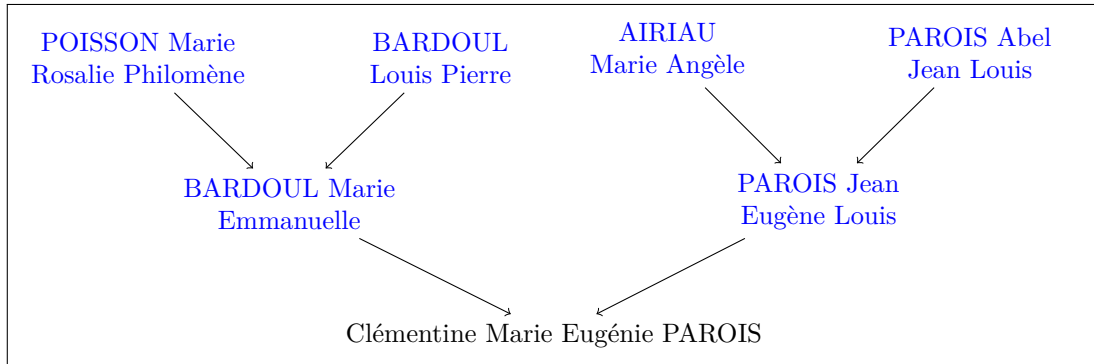 POISSON Marie
Rosalie Philomène
BARDOUL
Louis Pierre
AIRIAU
Marie Angèle
PAROIS Abel
Jean Louis
BARDOUL Marie
Emmanuelle
PAROIS Jean
Eugène Louis
Clémentine Marie Eugénie PAROIS